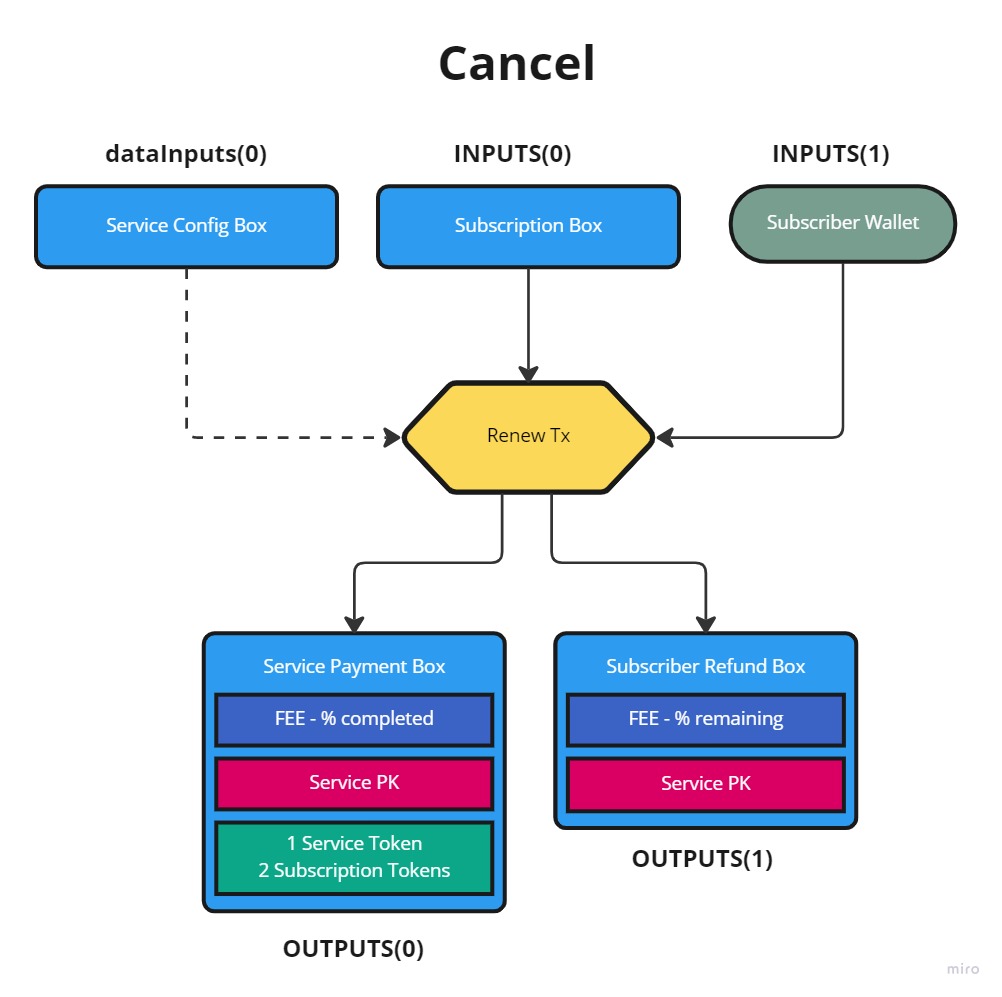 Cancel
dataInputs(0)
INPUTS(0)
INPUTS(1)
Service Config Box
Subscription Box
Subscriber Wallet
Renew Tx
Service Payment Box
FEE - % completed
Service PK
1 Service Token
2 Subscription Tokens
OUTPUTS(0)
Subscriber Refund Box
FEE - % remaining
Service PK
OUTPUTS(1)
miro